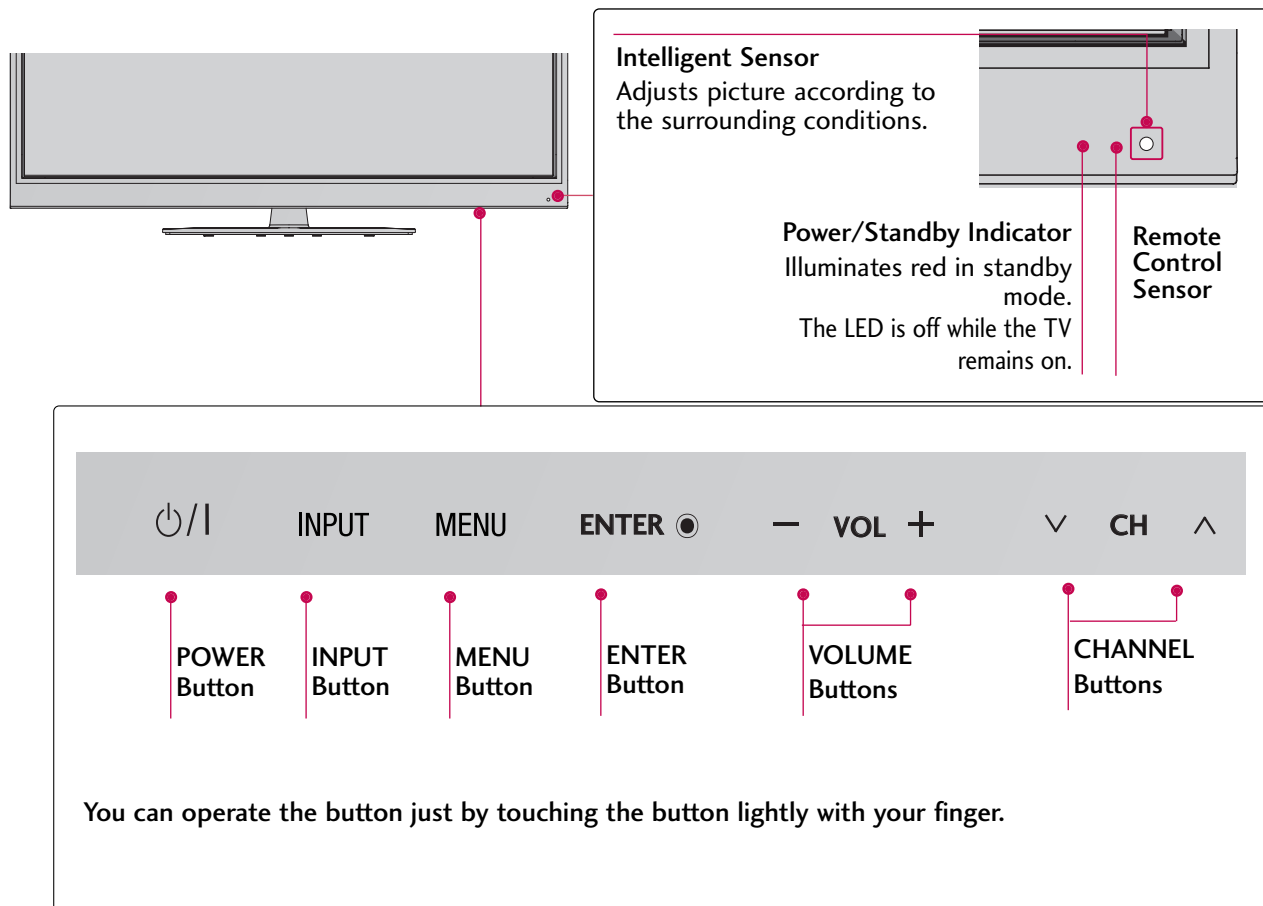 Intelligent Sensor
Adjusts picture according to
the surrounding conditions.
Power/Standby Indicator
Illuminates red in standby
mode.
The LED is off while the TV
remains on.
Remote
Control
Sensor
⏻/I INPUT MENU ENTER ◉ − VOL + ∨ CH ∧
POWER
Button
INPUT
Button
MENU
Button
ENTER
Button
VOLUME
Buttons
CHANNEL
Buttons
You can operate the button just by touching the button lightly with your finger.